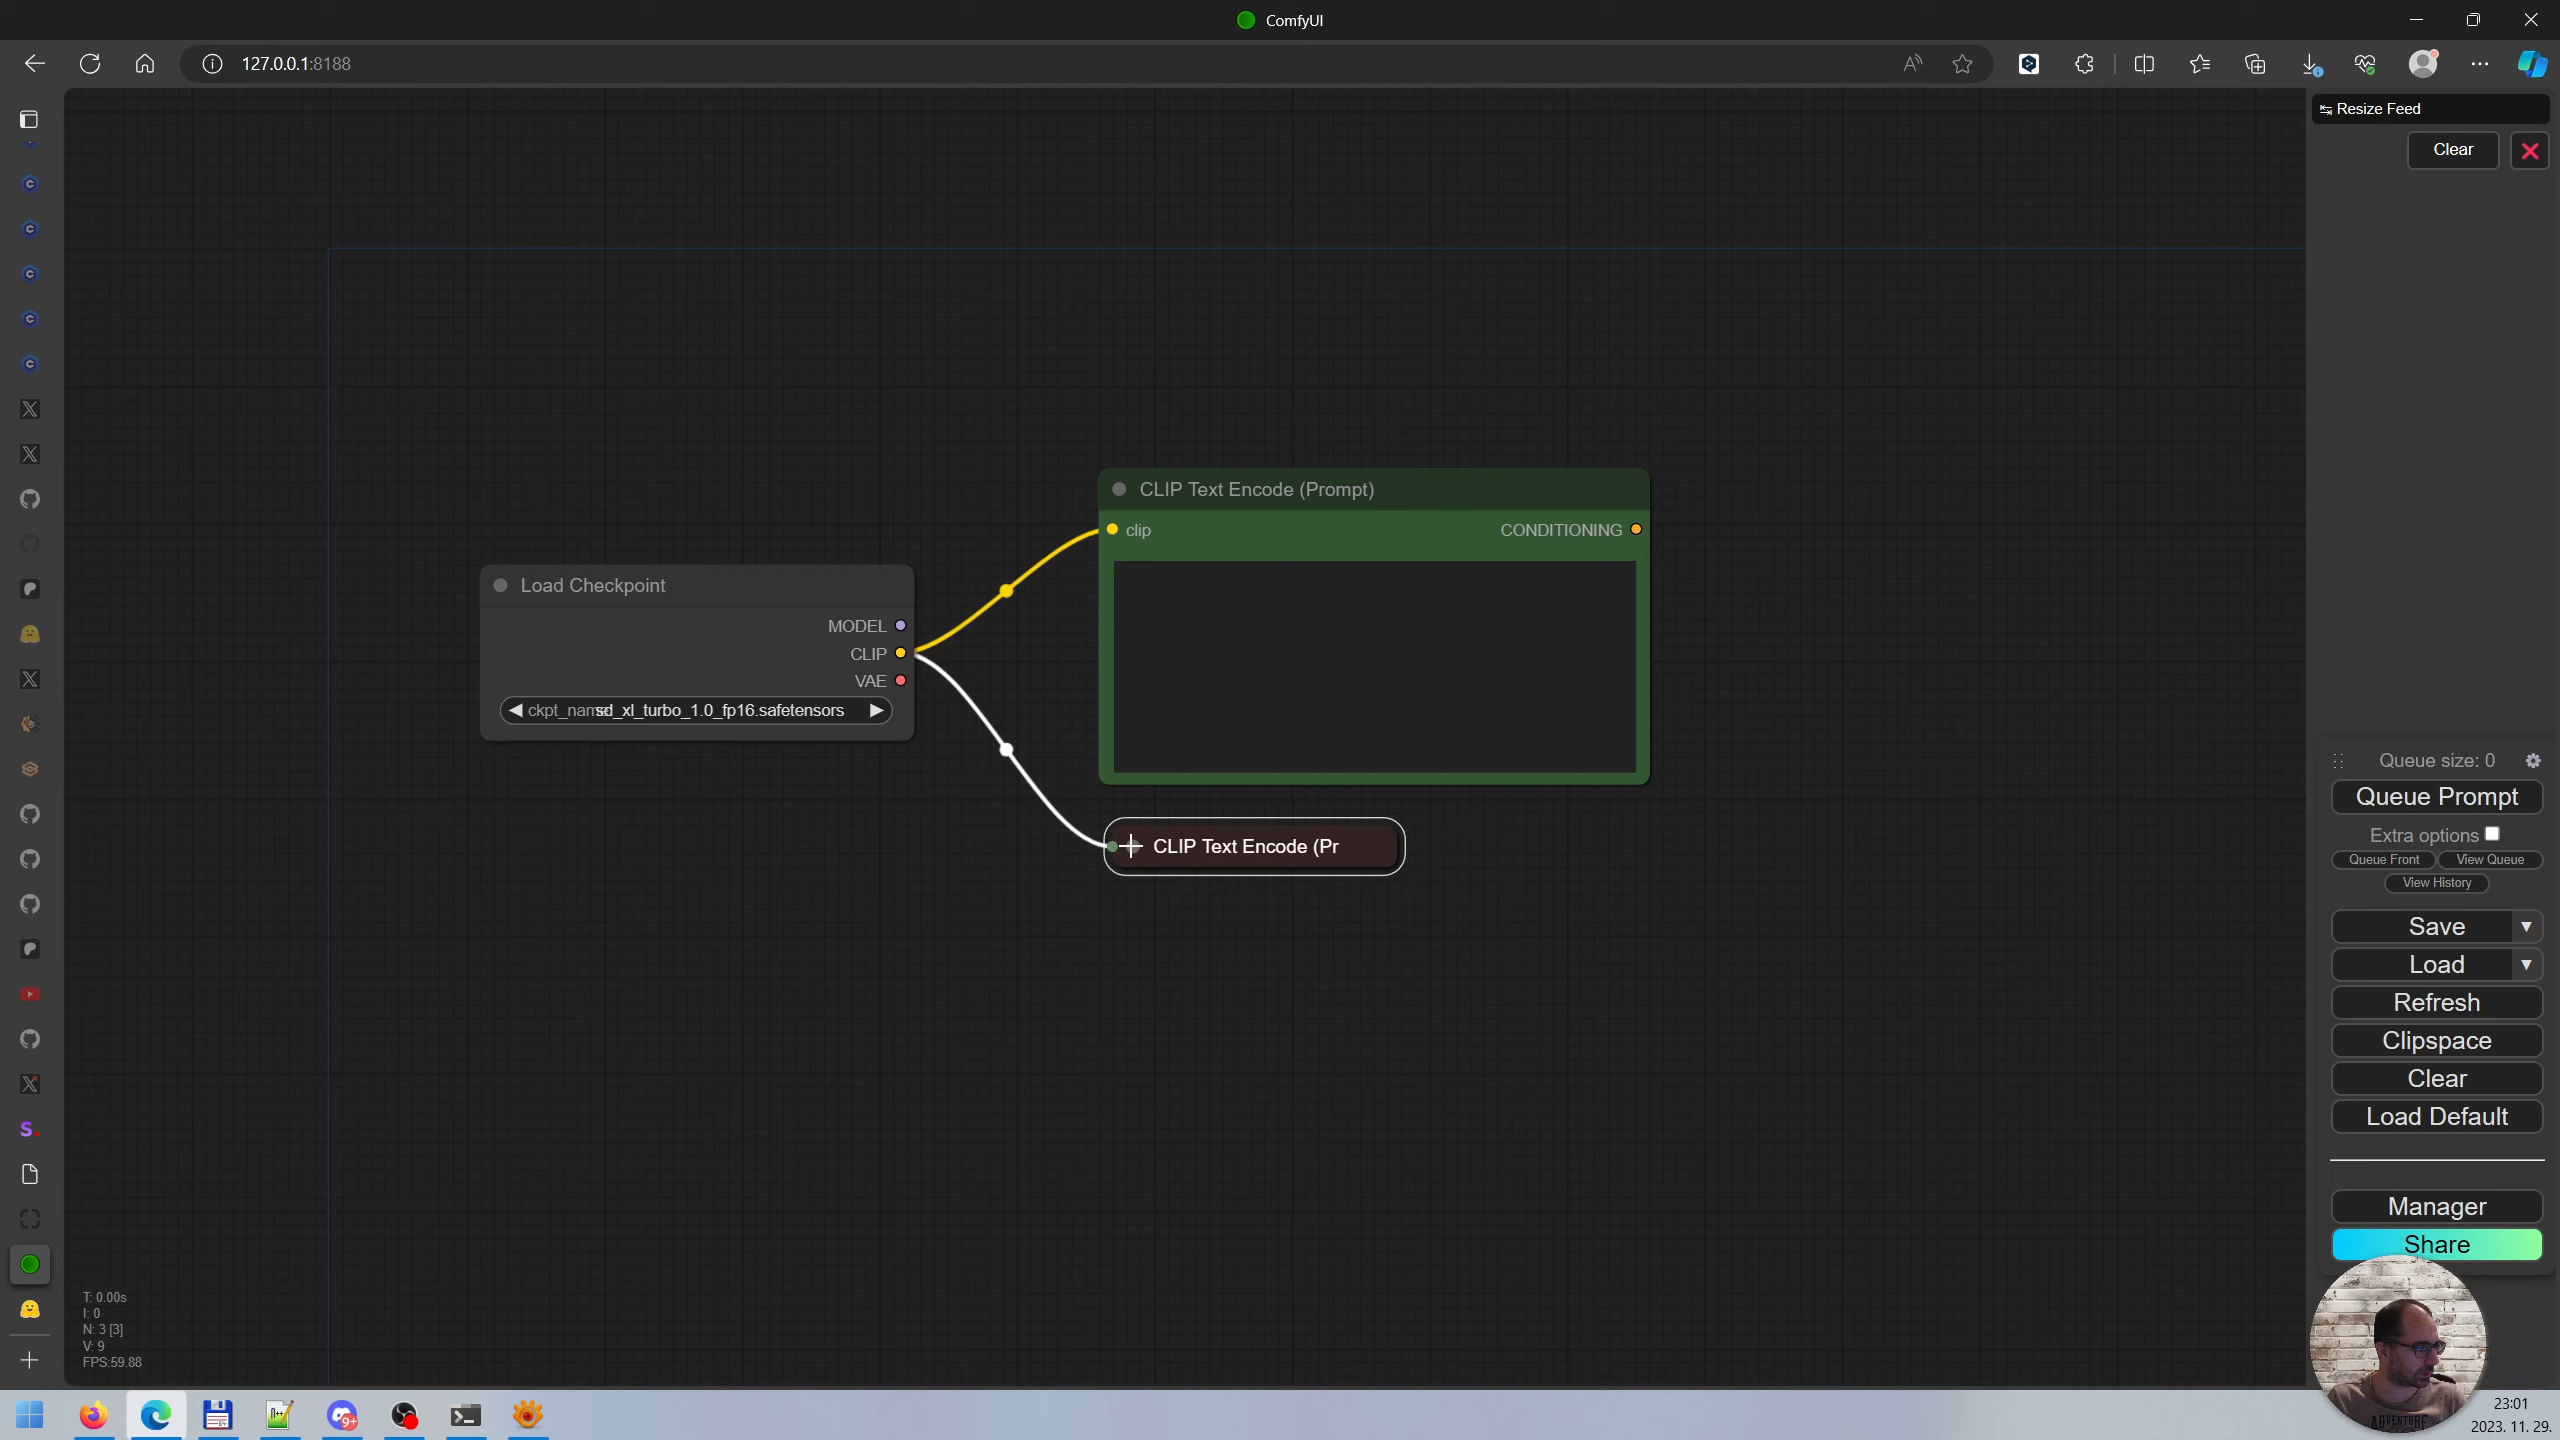 ComfyUI
127.0.0.1:8188
Resize Feed
Clear
CLIP Text Encode (Prompt)
clip
CONDITIONING
Load Checkpoint
MODEL
CLIP
VAE
ckpt_name
sd_xl_turbo_1.0_fp16.safetensors
CLIP Text Encode (Pr
Queue size: 0
Queue Prompt
Extra options
Queue Front
View Queue
View History
Save
Load
Refresh
Clipspace
Clear
Load Default
Manager
Share
T: 0.00s
I: 0
N: 3 [3]
V: 9
FPS:59.88
9+
ADVENTURE
23:01
2023. 11. 29.